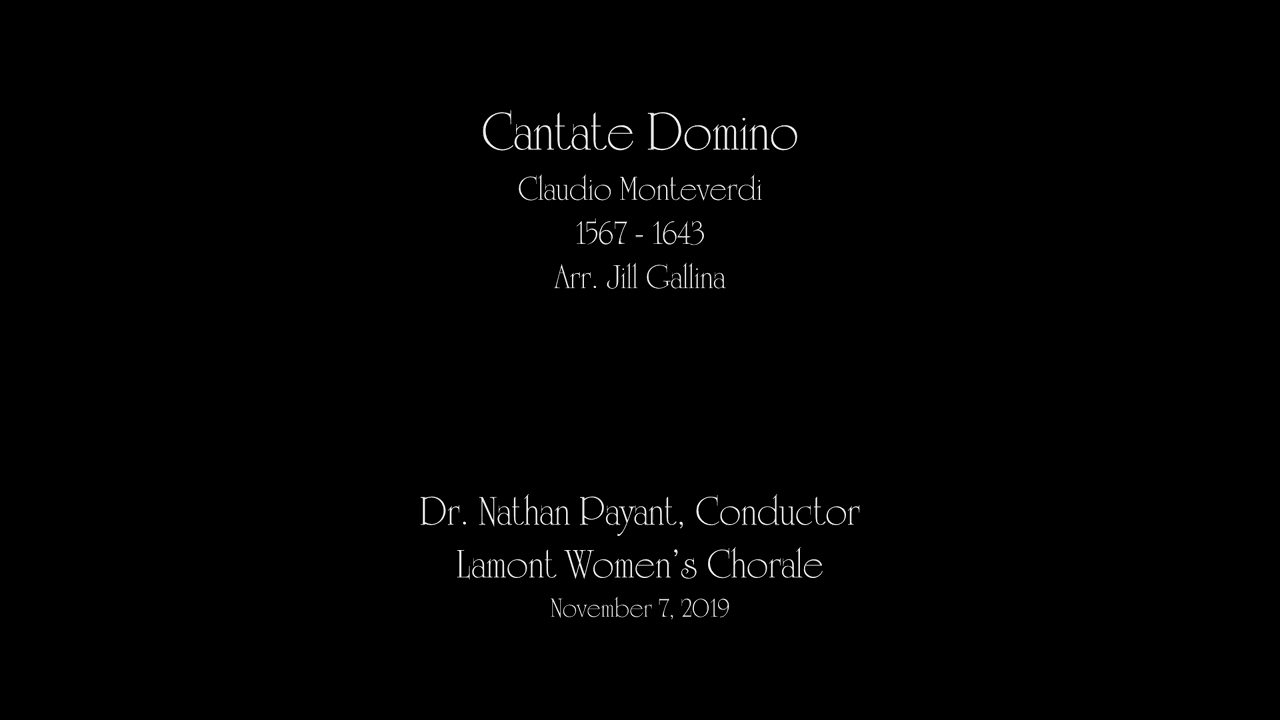 Cantate Domino
Claudio Monteverdi
1567 - 1643
Arr. Jill Gallina
Dr. Nathan Payant, Conductor
Lamont Women's Chorale
November 7, 2019